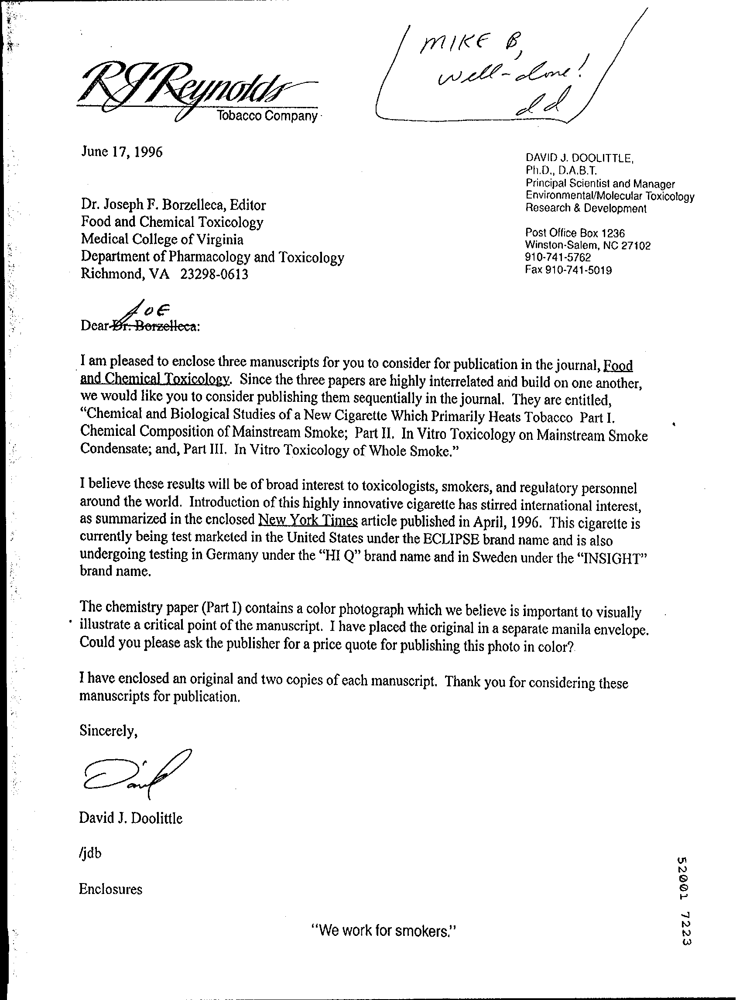 MIKE B,
well-done!
dd
RJReynolds
Tobacco Company
June 17, 1996
DAVID J. DOOLITTLE,
Ph.D., D.A.B.T.
Principal Scientist and Manager
Environmental/Molecular Toxicology
Research & Development
Post Office Box 1236
Winston-Salem, NC 27102
910-741-5762
Fax 910-741-5019
Dr. Joseph F. Borzelleca, Editor
Food and Chemical Toxicology
Medical College of Virginia
Department of Pharmacology and Toxicology
Richmond, VA 23298-0613
JOE
Dear Dr. Borzelleca:
I am pleased to enclose three manuscripts for you to consider for publication in the journal, Food
and Chemical Toxicology. Since the three papers are highly interrelated and build on one another,
we would like you to consider publishing them sequentially in the journal. They are entitled,
“Chemical and Biological Studies of a New Cigarette Which Primarily Heats Tobacco Part I.
Chemical Composition of Mainstream Smoke; Part II. In Vitro Toxicology on Mainstream Smoke
Condensate; and, Part III. In Vitro Toxicology of Whole Smoke.”
I believe these results will be of broad interest to toxicologists, smokers, and regulatory personnel
around the world. Introduction of this highly innovative cigarette has stirred international interest,
as summarized in the enclosed New York Times article published in April, 1996. This cigarette is
currently being test marketed in the United States under the ECLIPSE brand name and is also
undergoing testing in Germany under the “HI Q” brand name and in Sweden under the “INSIGHT”
brand name.
The chemistry paper (Part I) contains a color photograph which we believe is important to visually
illustrate a critical point of the manuscript. I have placed the original in a separate manila envelope.
Could you please ask the publisher for a price quote for publishing this photo in color?
I have enclosed an original and two copies of each manuscript. Thank you for considering these
manuscripts for publication.
Sincerely,
David
David J. Doolittle
/jdb
Enclosures
“We work for smokers.”
52001 7223